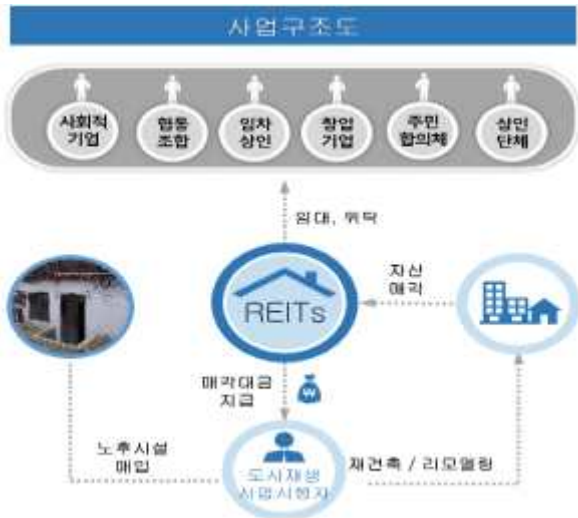 사업구조도
사회적
기업
협동
조합
임차
상인
창업
기업
주민
합의체
상인
단체
임대, 위탁
자산
매각
REITs
매각대금
지급
₩
노후시설
매입
도시재생
사업시행자
재건축 / 리모델링